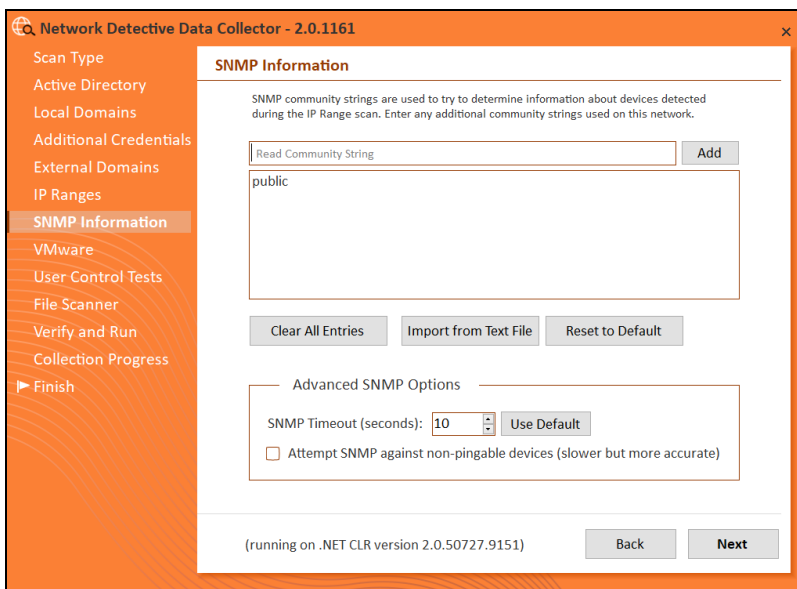 Network Detective Data Collector - 2.0.1161
×
Scan Type
Active Directory
Local Domains
Additional Credentials
External Domains
IP Ranges
SNMP Information
VMware
User Control Tests
File Scanner
Verify and Run
Collection Progress
Finish
SNMP Information
SNMP community strings are used to try to determine information about devices detected
during the IP Range scan. Enter any additional community strings used on this network.
Read Community String
Add
public
Clear All Entries
Import from Text File
Reset to Default
Advanced SNMP Options
SNMP Timeout (seconds): 10 Use Default
Attempt SNMP against non-pingable devices (slower but more accurate)
(running on .NET CLR version 2.0.50727.9151)
Back
Next